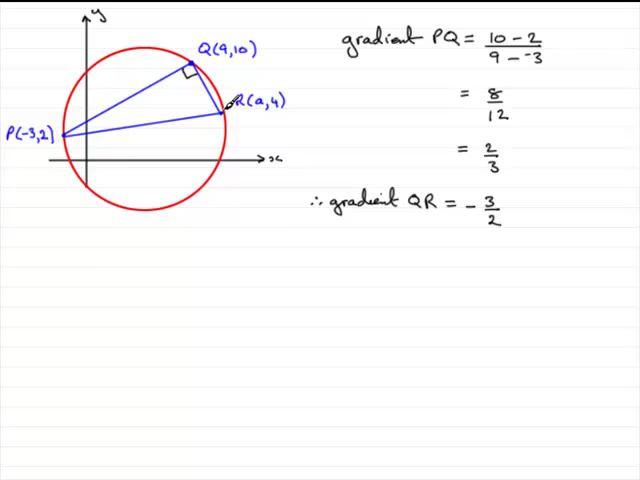 y
Q(9,10)
R(a,4)
P(-3,2)
x
gradient PQ = 10 - 2
9 - -3
= 8
12
= 2
3
∴ gradient QR = - 3
2